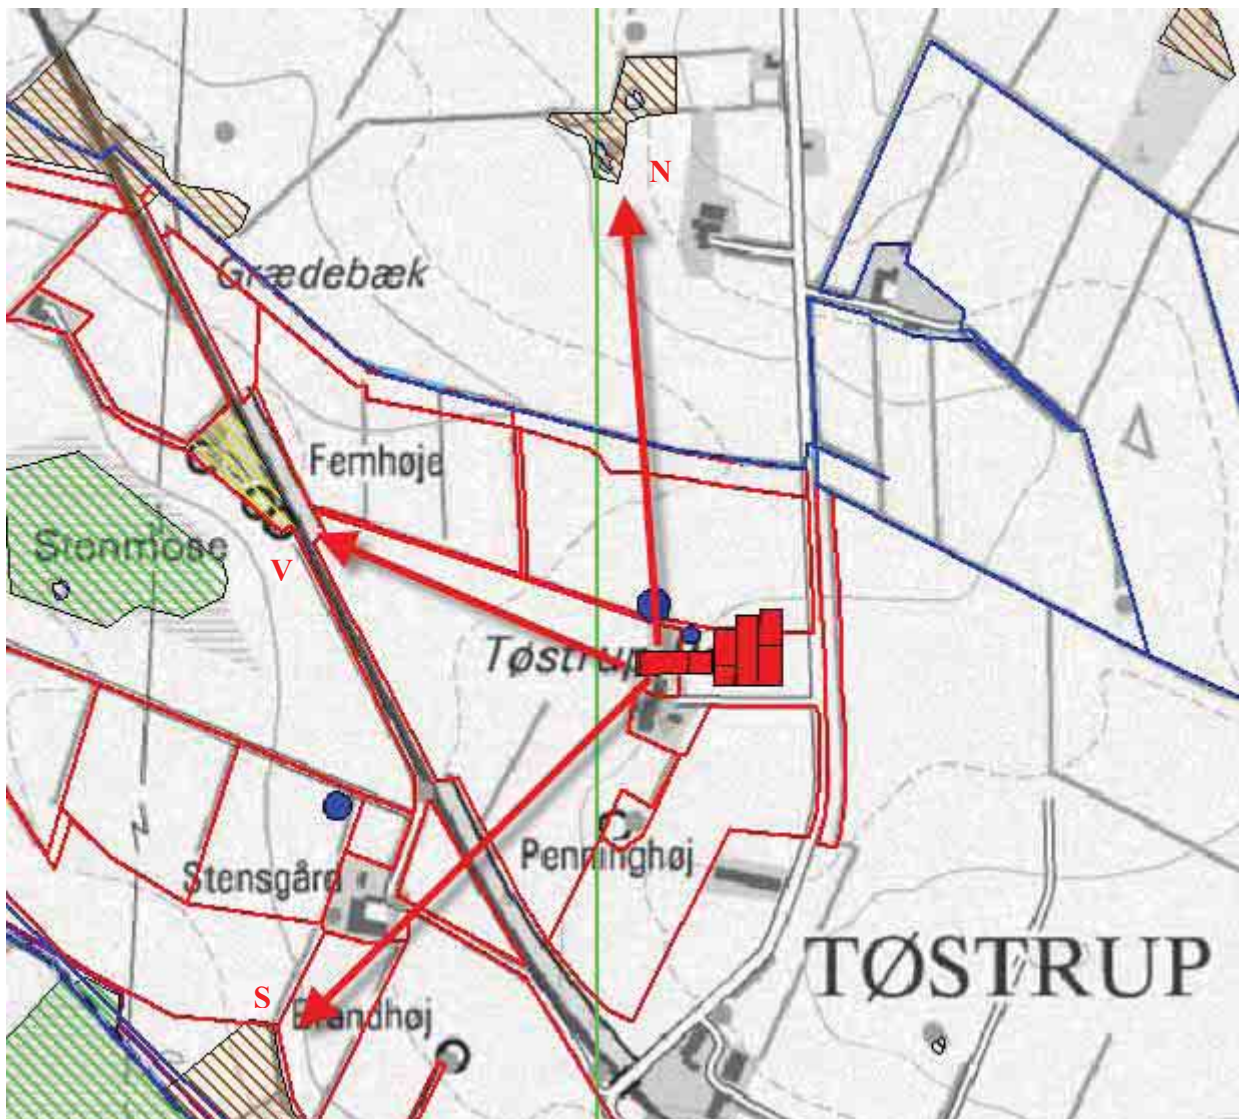 N
Grædebæk
Femhøje
Stenmose
V
Tøstrup
Penninghøj
Stensgård
TØSTRUP
S
Brandhøj